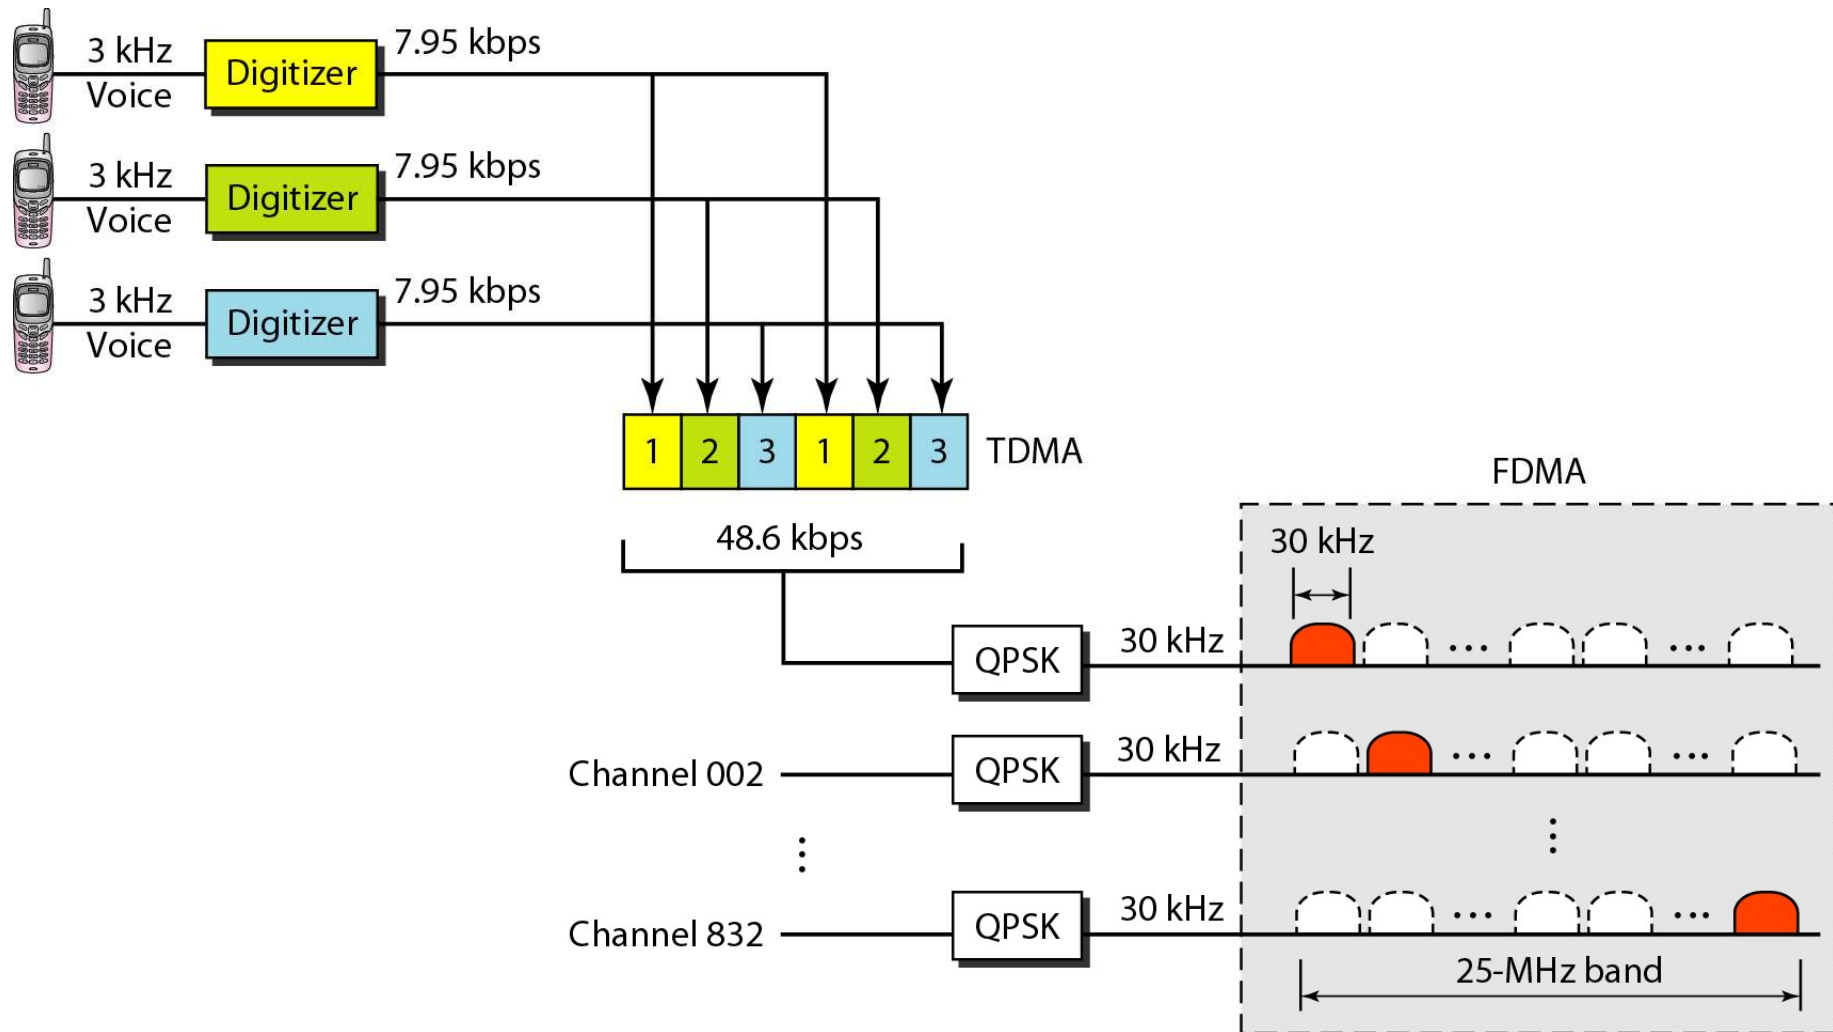 3 kHz
Voice
Digitizer
7.95 kbps
3 kHz
Voice
Digitizer
7.95 kbps
3 kHz
Voice
Digitizer
7.95 kbps
1 2 3 1 2 3
TDMA
48.6 kbps
FDMA
30 kHz
QPSK
30 kHz
...
...
Channel 002
QPSK
30 kHz
...
...
Channel 832
QPSK
30 kHz
...
...
25-MHz band